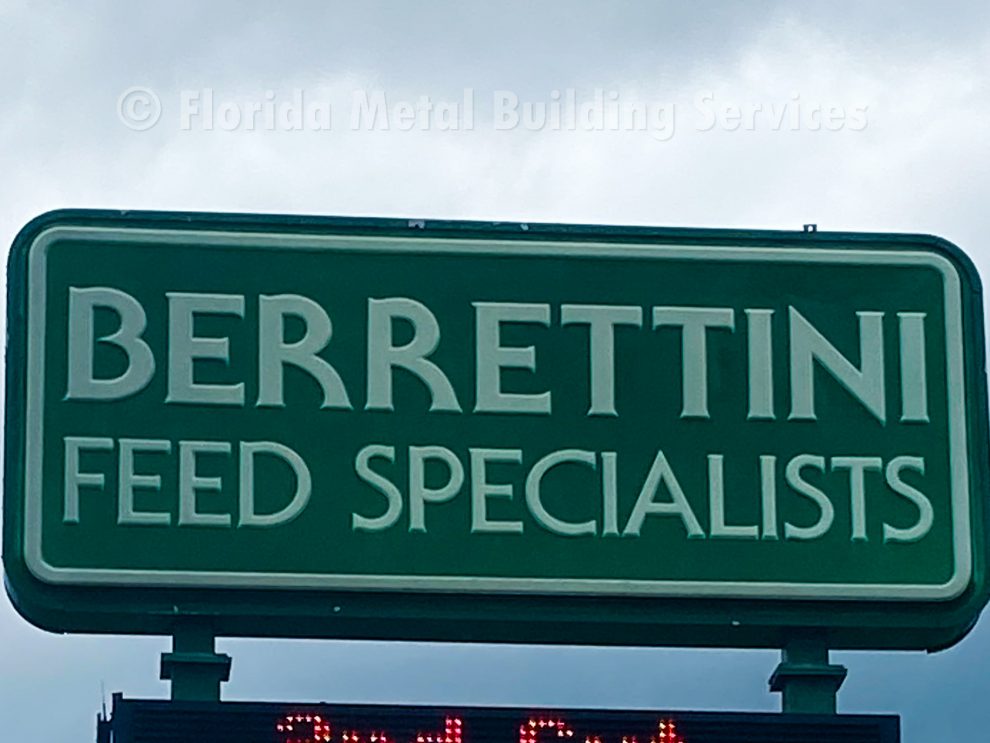 © Florida Metal Building Services
BERRETTINI
FEED SPECIALISTS